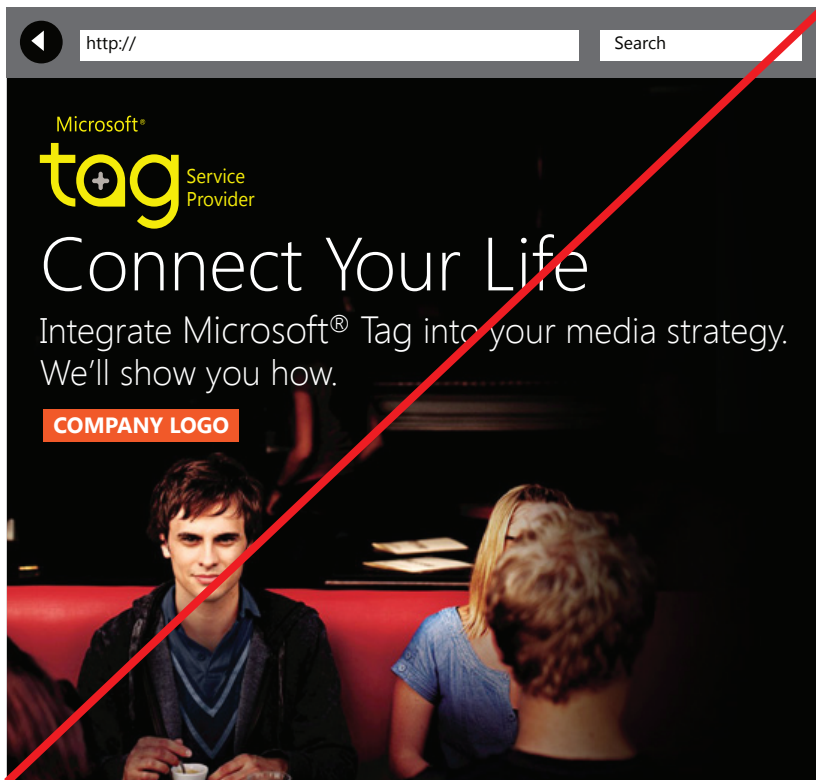 http://
Search
Microsoft®
tag
Service
Provider
Connect Your Life
Integrate Microsoft® Tag into your media strategy.
We'll show you how.
COMPANY LOGO